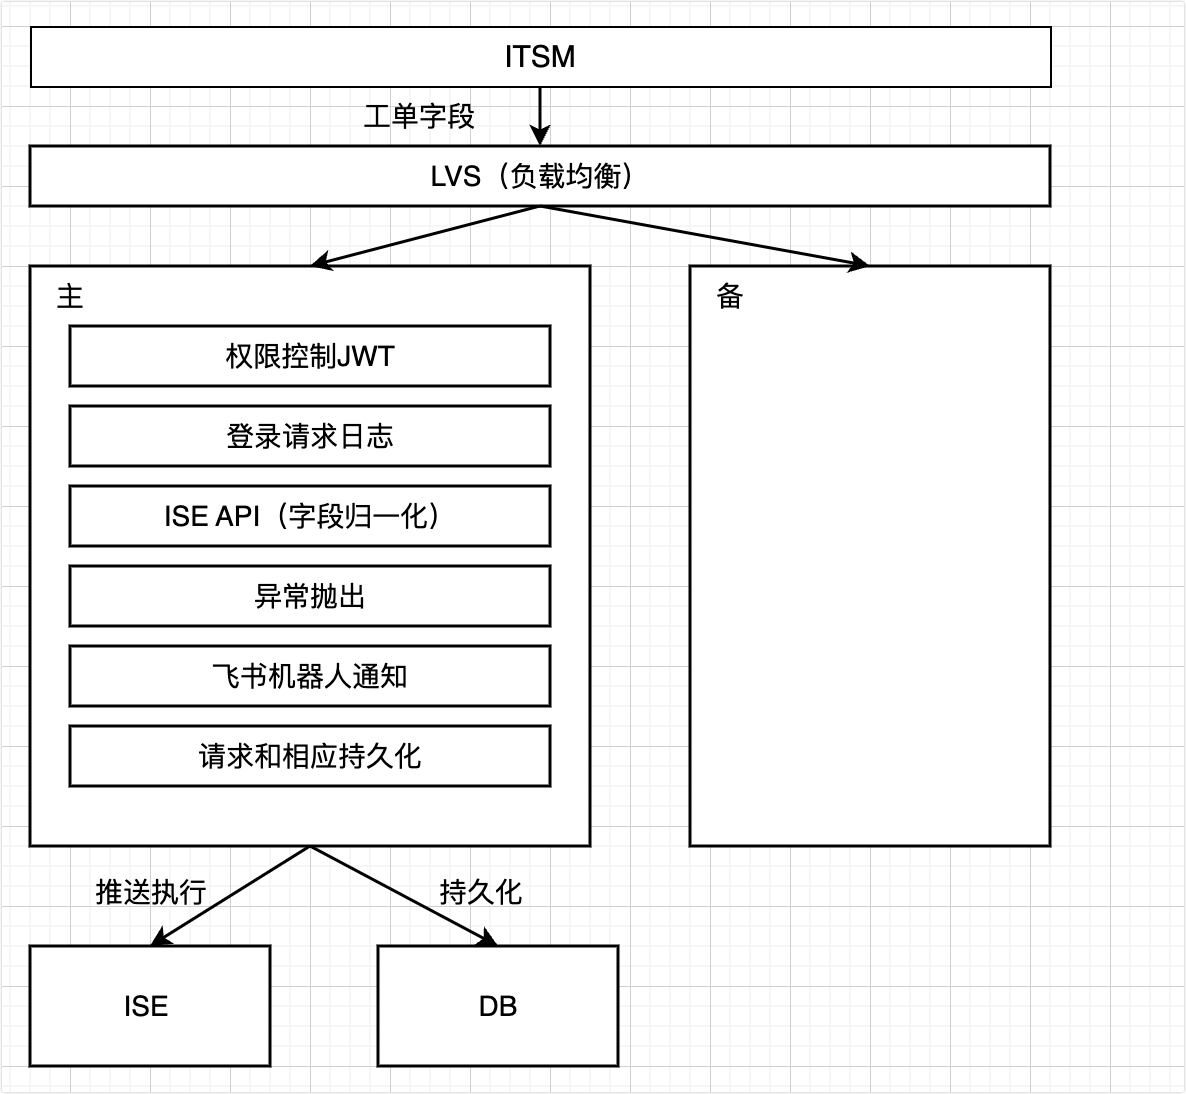 ITSM
工单字段
LVS（负载均衡）
主
备
权限控制JWT
登录请求日志
ISE API（字段归一化）
异常抛出
飞书机器人通知
请求和相应持久化
推送执行
持久化
ISE
DB